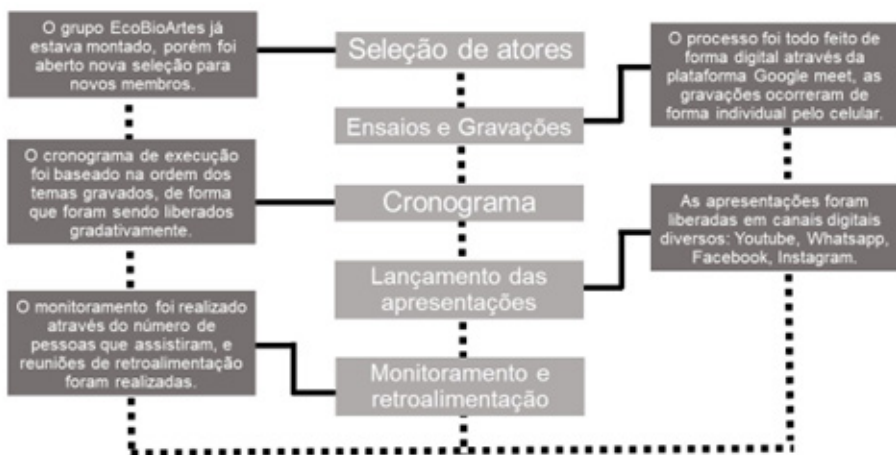 O grupo EcoBioArtes já
estava montado, porém foi
aberto nova seleção para
novos membros.
Seleção de atores
O processo foi todo feito de
forma digital através da
plataforma Google meet, as
gravações ocorreram de
forma individual pelo celular.
Ensaios e Gravações
O cronograma de execução
foi baseado na ordem dos
temas gravados, de forma
que foram sendo liberados
gradativamente.
Cronograma
As apresentações foram
liberadas em canais digitais
diversos: Youtube, Whatsapp,
Facebook, Instagram.
Lançamento das
apresentações
O monitoramento foi realizado
através do número de
pessoas que assistiram, e
reuniões de retroalimentação
foram realizadas.
Monitoramento e
retroalimentação